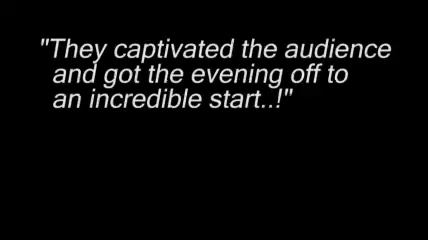 "They captivated the audience
and got the evening off to
an incredible start..!"